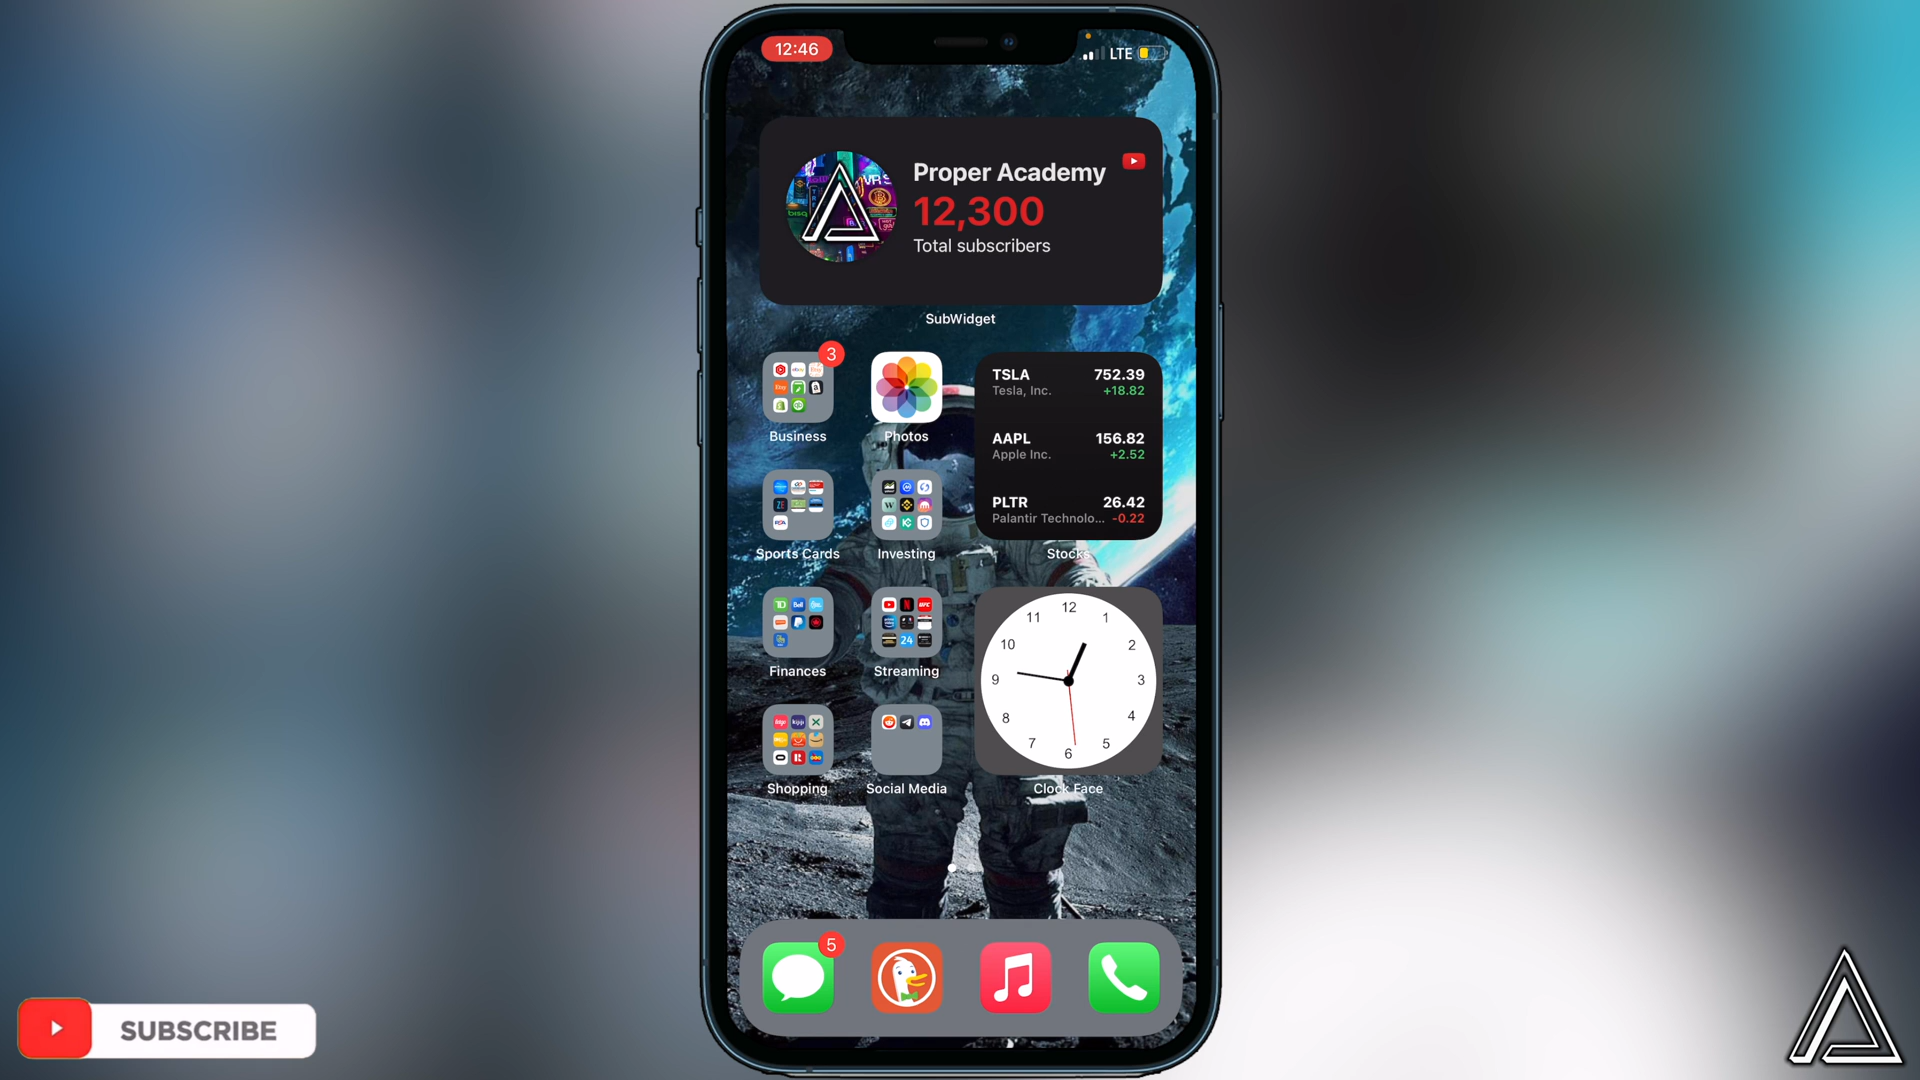 12:46
LTE
Proper Academy
12,300
Total subscribers
SubWidget
3
Business
Photos
TSLA 752.39
Tesla, Inc. +18.82
AAPL 156.82
Apple Inc. +2.52
PLTR 26.42
Palantir Technolo... -0.22
Sports Cards
Investing
Stocks
Finances
Streaming
24
12
11 1
10 2
9 3
8 4
7 5
6
Shopping
Social Media
Clock Face
5
SUBSCRIBE